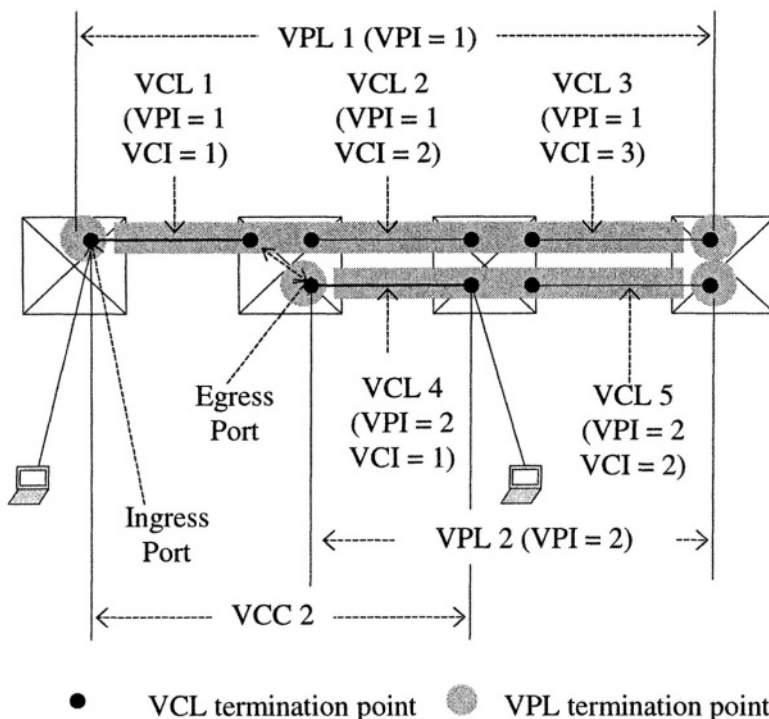 VPL 1 (VPI = 1)
VCL 1
(VPI = 1
VCI = 1)
VCL 2
(VPI = 1
VCI = 2)
VCL 3
(VPI = 1
VCI = 3)
Egress
Port
VCL 4
(VPI = 2
VCI = 1)
VCL 5
(VPI = 2
VCI = 2)
Ingress
Port
VPL 2 (VPI = 2)
VCC 2
VCL termination point
VPL termination point